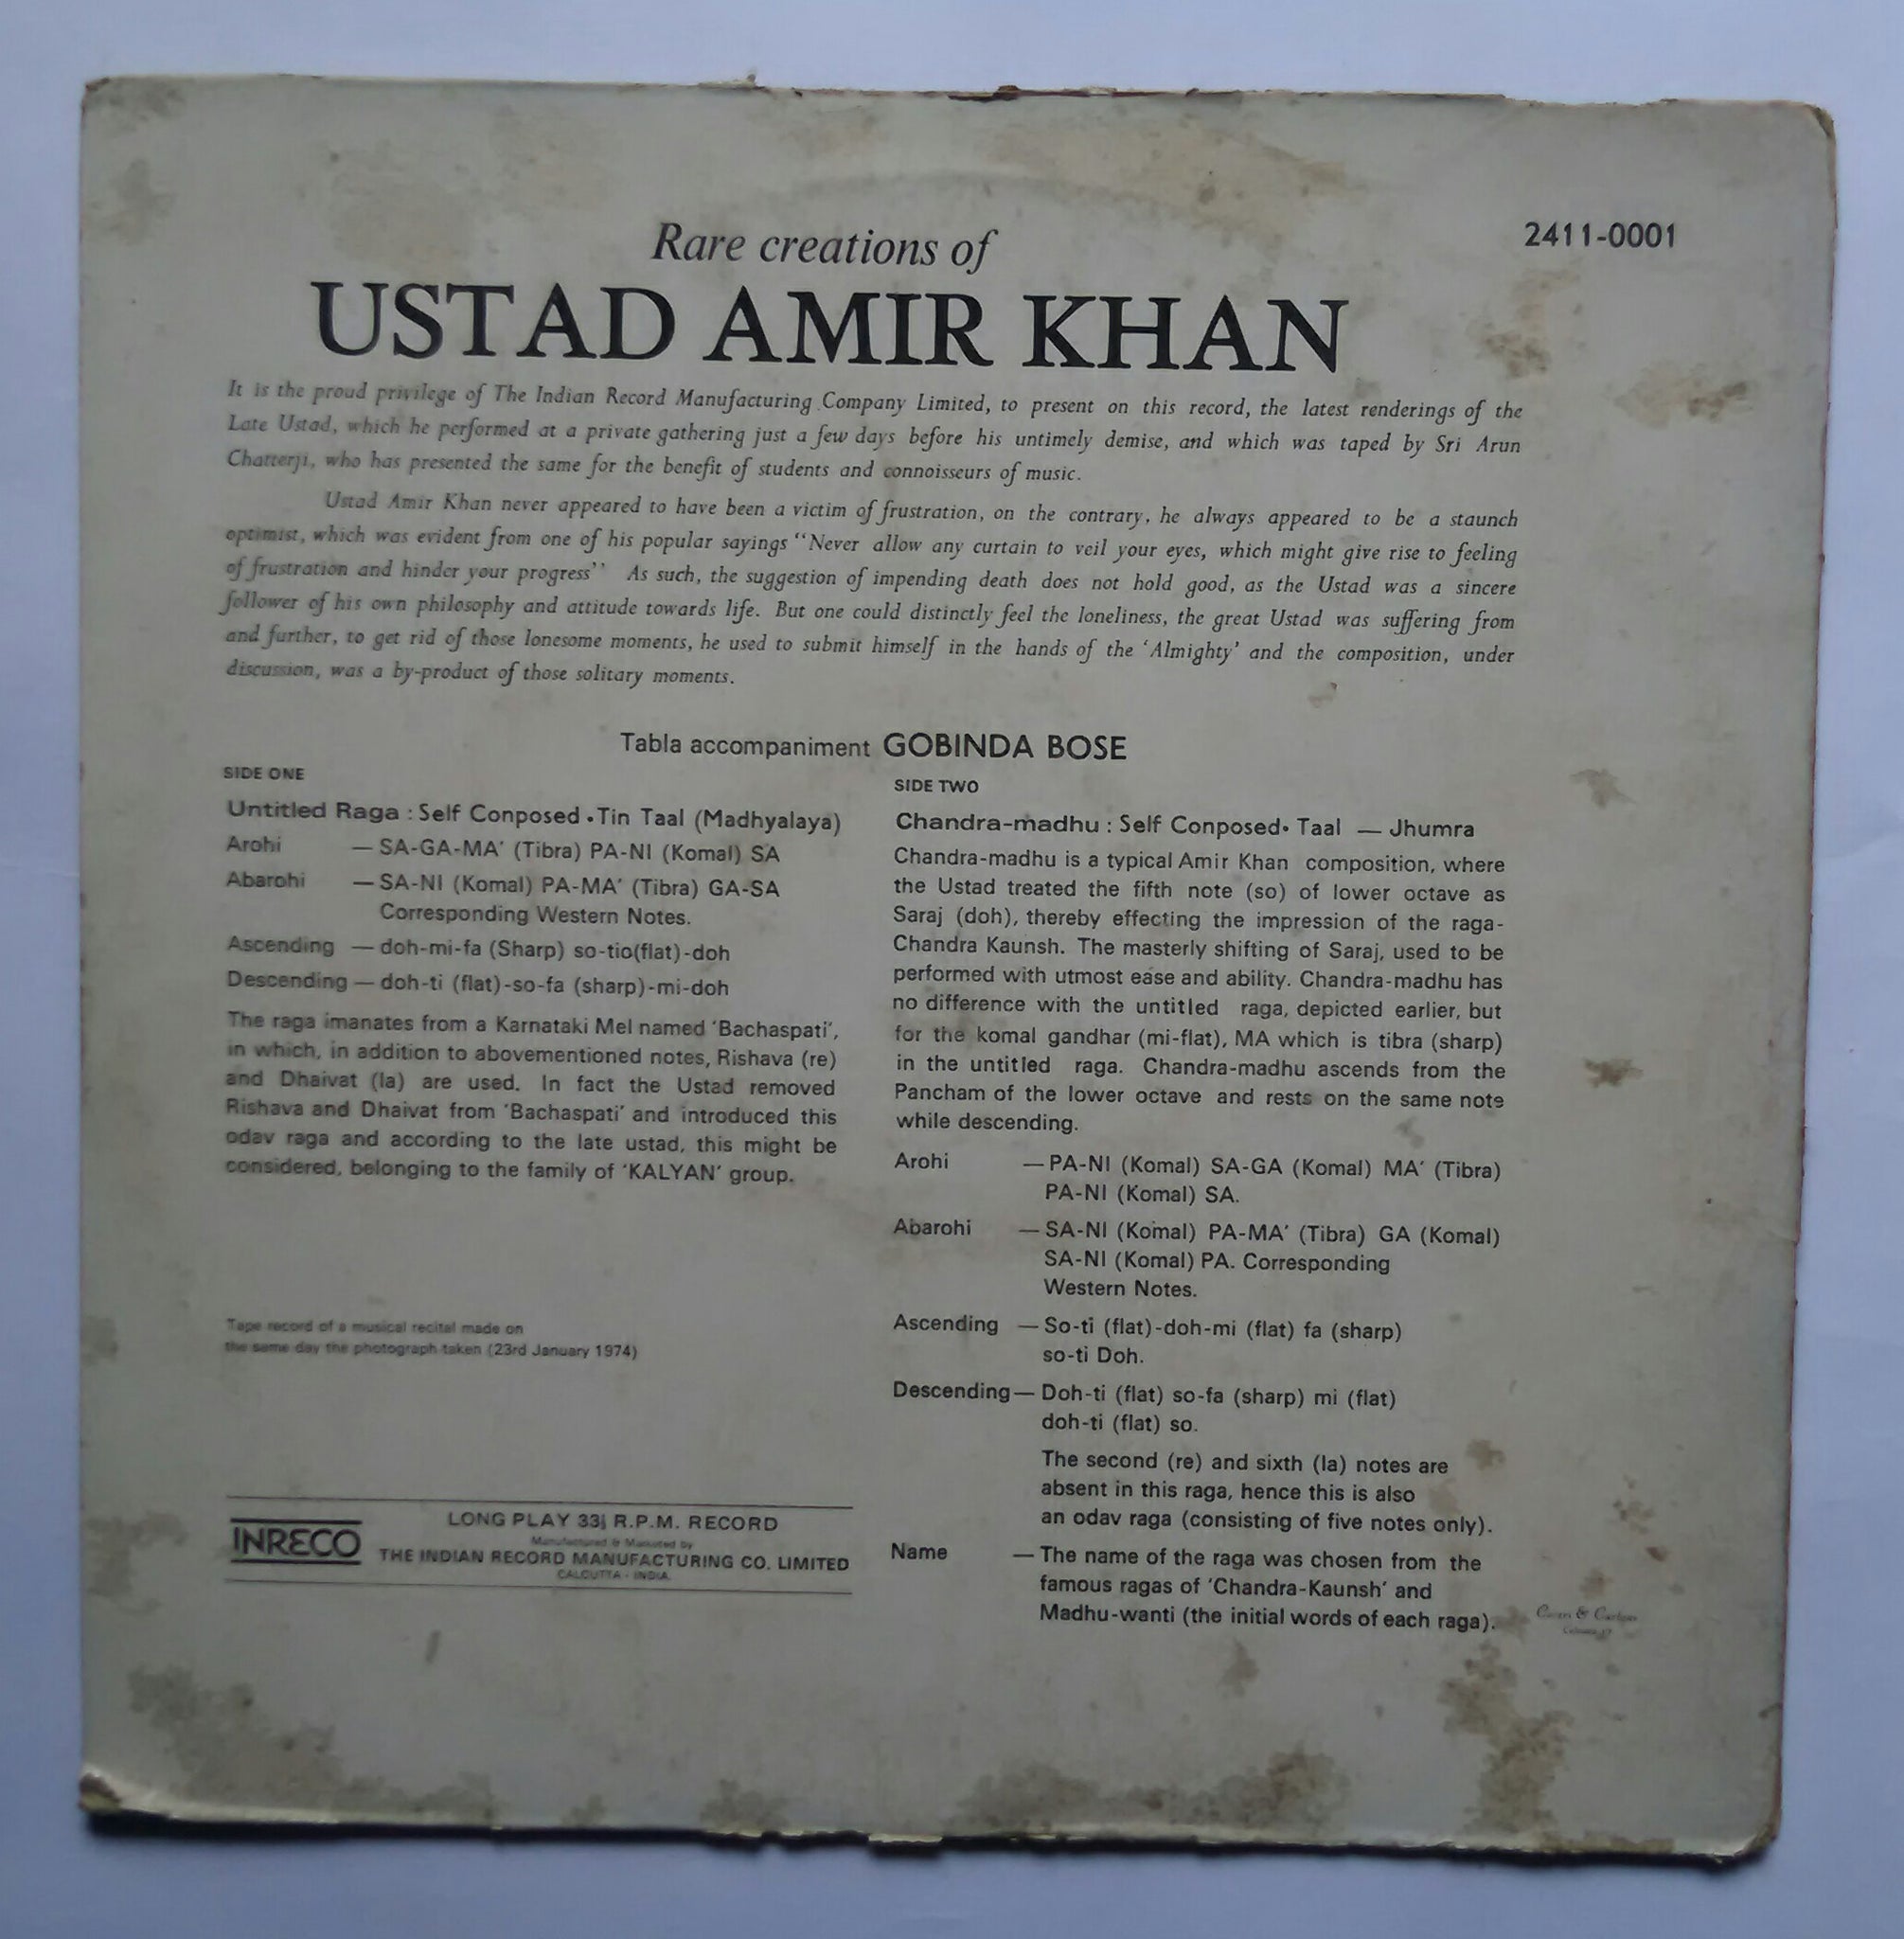 Rare creations of
2411-0001
USTAD AMIR KHAN
It is the proud privilege of The Indian Record Manufacturing Company Limited, to present on this record, the latest renderings of the
Late Ustad, which he performed at a private gathering just a few days before his untimely demise, and which was taped by Sri Arun
Chatterji, who has presented the same for the benefit of students and connoisseurs of music.
Ustad Amir Khan never appeared to have been a victim of frustration, on the contrary, he always appeared to be a staunch
optimist, which was evident from one of his popular sayings "Never allow any curtain to veil your eyes, which might give rise to feeling
of frustration and hinder your progress'' As such, the suggestion of impending death does not hold good, as the Ustad was a sincere
follower of his own philosophy and attitude towards life. But one could distinctly feel the loneliness, the great Ustad was suffering from
and further, to get rid of those lonesome moments, he used to submit himself in the hands of the 'Almighty' and the composition, under
discussion, was a by-product of those solitary moments.
Tabla accompaniment GOBINDA BOSE
SIDE ONE
Untitled Raga : Self Conposed • Tin Taal (Madhyalaya)
Arohi — SA-GA-MA' (Tibra) PA-NI (Komal) SA
Abarohi — SA-NI (Komal) PA-MA' (Tibra) GA-SA
Corresponding Western Notes.
Ascending — doh-mi-fa (Sharp) so-tio(flat)-doh
Descending — doh-ti (flat)-so-fa (sharp)-mi-doh
The raga imanates from a Karnataki Mel named 'Bachaspati',
in which, in addition to abovementioned notes, Rishava (re)
and Dhaivat (la) are used. In fact the Ustad removed
Rishava and Dhaivat from 'Bachaspati' and introduced this
odav raga and according to the late ustad, this might be
considered, belonging to the family of 'KALYAN' group.
Tape record of a musical recital made on
the same day the photograph taken (23rd January 1974)
INRECO
LONG PLAY 33⅓ R.P.M. RECORD
Manufactured & Marketed by
THE INDIAN RECORD MANUFACTURING CO. LIMITED
CALCUTTA - INDIA
SIDE TWO
Chandra-madhu : Self Conposed• Taal — Jhumra
Chandra-madhu is a typical Amir Khan composition, where
the Ustad treated the fifth note (so) of lower octave as
Saraj (doh), thereby effecting the impression of the raga-
Chandra Kaunsh. The masterly shifting of Saraj, used to be
performed with utmost ease and ability. Chandra-madhu has
no difference with the untitled raga, depicted earlier, but
for the komal gandhar (mi-flat), MA which is tibra (sharp)
in the untitled raga. Chandra-madhu ascends from the
Pancham of the lower octave and rests on the same note
while descending.
Arohi — PA-NI (Komal) SA-GA (Komal) MA' (Tibra)
PA-NI (Komal) SA.
Abarohi — SA-NI (Komal) PA-MA' (Tibra) GA (Komal)
SA-NI (Komal) PA. Corresponding
Western Notes.
Ascending — So-ti (flat)-doh-mi (flat) fa (sharp)
so-ti Doh.
Descending — Doh-ti (flat) so-fa (sharp) mi (flat)
doh-ti (flat) so.
The second (re) and sixth (la) notes are
absent in this raga, hence this is also
an odav raga (consisting of five notes only).
Name — The name of the raga was chosen from the
famous ragas of 'Chandra-Kaunsh' and
Madhu-wanti (the initial words of each raga).